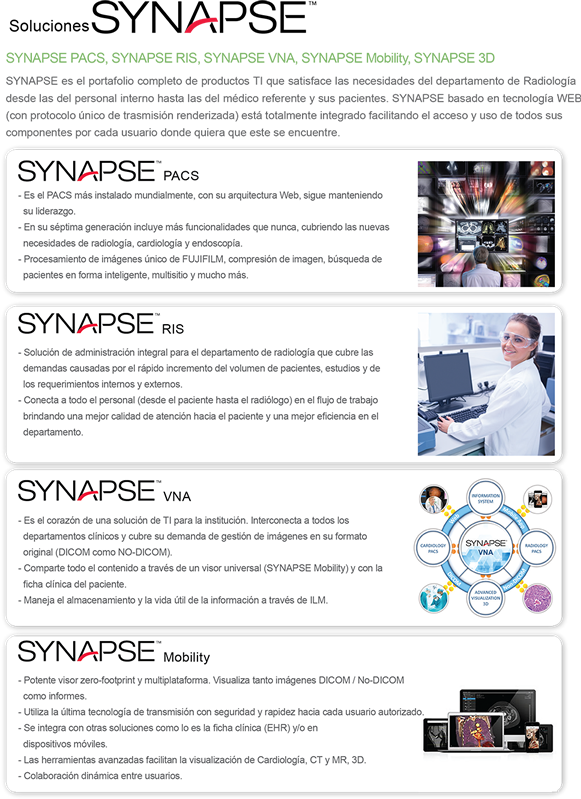 Soluciones SYNAPSE™
SYNAPSE PACS, SYNAPSE RIS, SYNAPSE VNA, SYNAPSE Mobility, SYNAPSE 3D
SYNAPSE es el portafolio completo de productos TI que satisface las necesidades del departamento de Radiología
desde las del personal interno hasta las del médico referente y sus pacientes. SYNAPSE basado en tecnología WEB
(con protocolo único de trasmisión renderizada) está totalmente integrado facilitando el acceso y uso de todos sus
componentes por cada usuario donde quiera que este se encuentre.
SYNAPSE™ PACS
- Es el PACS más instalado mundialmente, con su arquitectura Web, sigue manteniendo
su liderazgo.
- En su séptima generación incluye más funcionalidades que nunca, cubriendo las nuevas
necesidades de radiología, cardiología y endoscopía.
- Procesamiento de imágenes único de FUJIFILM, compresión de imagen, búsqueda de
pacientes en forma inteligente, multisitio y mucho más.
SYNAPSE™ RIS
- Solución de administración integral para el departamento de radiología que cubre las
demandas causadas por el rápido incremento del volumen de pacientes, estudios y de
los requerimientos internos y externos.
- Conecta a todo el personal (desde el paciente hasta el radiólogo) en el flujo de trabajo
brindando una mejor calidad de atención hacia el paciente y una mejor eficiencia en el
departamento.
SYNAPSE™ VNA
- Es el corazón de una solución de TI para la institución. Interconecta a todos los
departamentos clínicos y cubre su demanda de gestión de imágenes en su formato
original (DICOM como NO-DICOM).
- Comparte todo el contenido a través de un visor universal (SYNAPSE Mobility) y con la
ficha clínica del paciente.
- Maneja el almacenamiento y la vida útil de la información a través de ILM.
INFORMATION
SYSTEM
CARDIOLOGY
PACS
SYNAPSE
VNA
RADIOLOGY
PACS
ADVANCED
VISUALIZATION
3D
SYNAPSE™ Mobility
- Potente visor zero-footprint y multiplataforma. Visualiza tanto imágenes DICOM / No-DICOM
como informes.
- Utiliza la última tecnología de transmisión con seguridad y rapidez hacia cada usuario autorizado.
- Se integra con otras soluciones como lo es la ficha clínica (EHR) y/o en
dispositivos móviles.
- Las herramientas avanzadas facilitan la visualización de Cardiología, CT y MR, 3D.
- Colaboración dinámica entre usuarios.